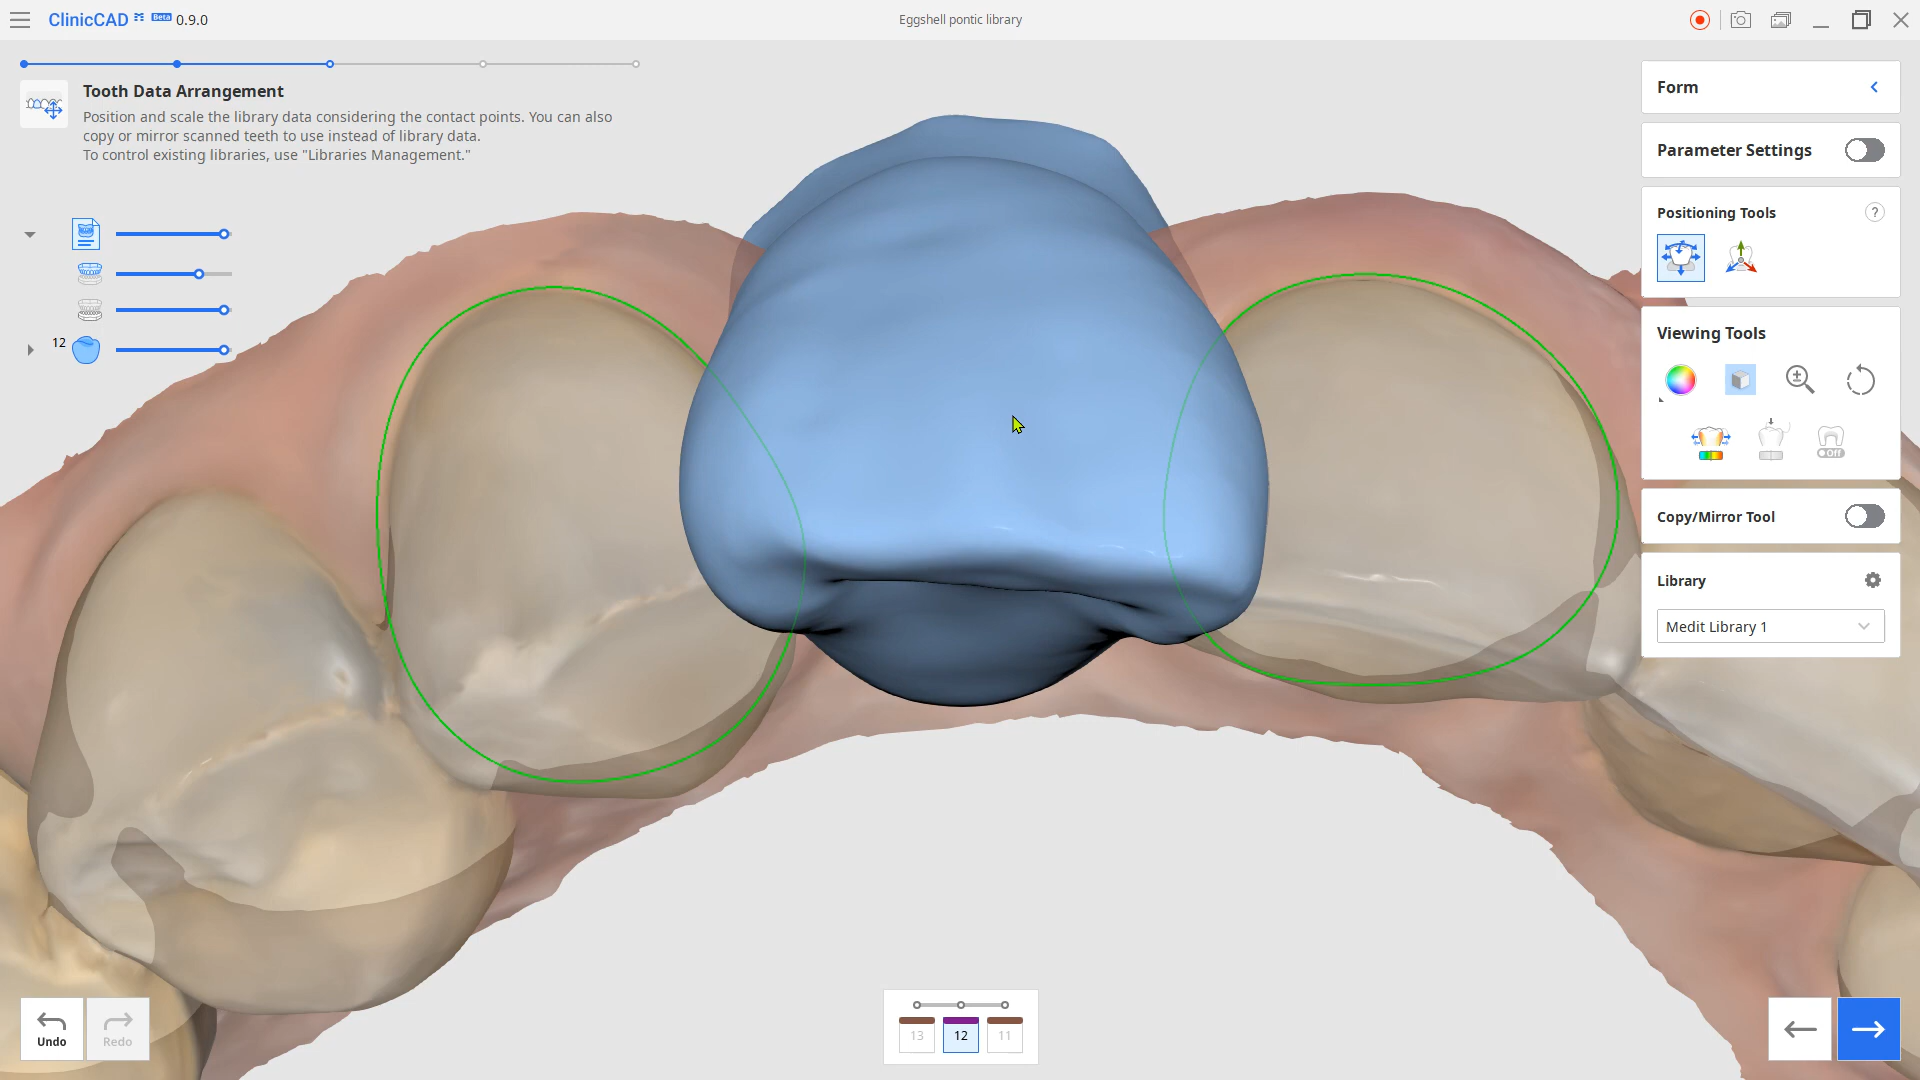 ClinicCAD Beta 0.9.0
Eggshell pontic library
Tooth Data Arrangement
Position and scale the library data considering the contact points. You can also
copy or mirror scanned teeth to use instead of library data.
To control existing libraries, use "Libraries Management."
12
Form
Parameter Settings
Positioning Tools
?
Viewing Tools
Off
Copy/Mirror Tool
Library
Medit Library 1
Undo
Redo
13
12
11